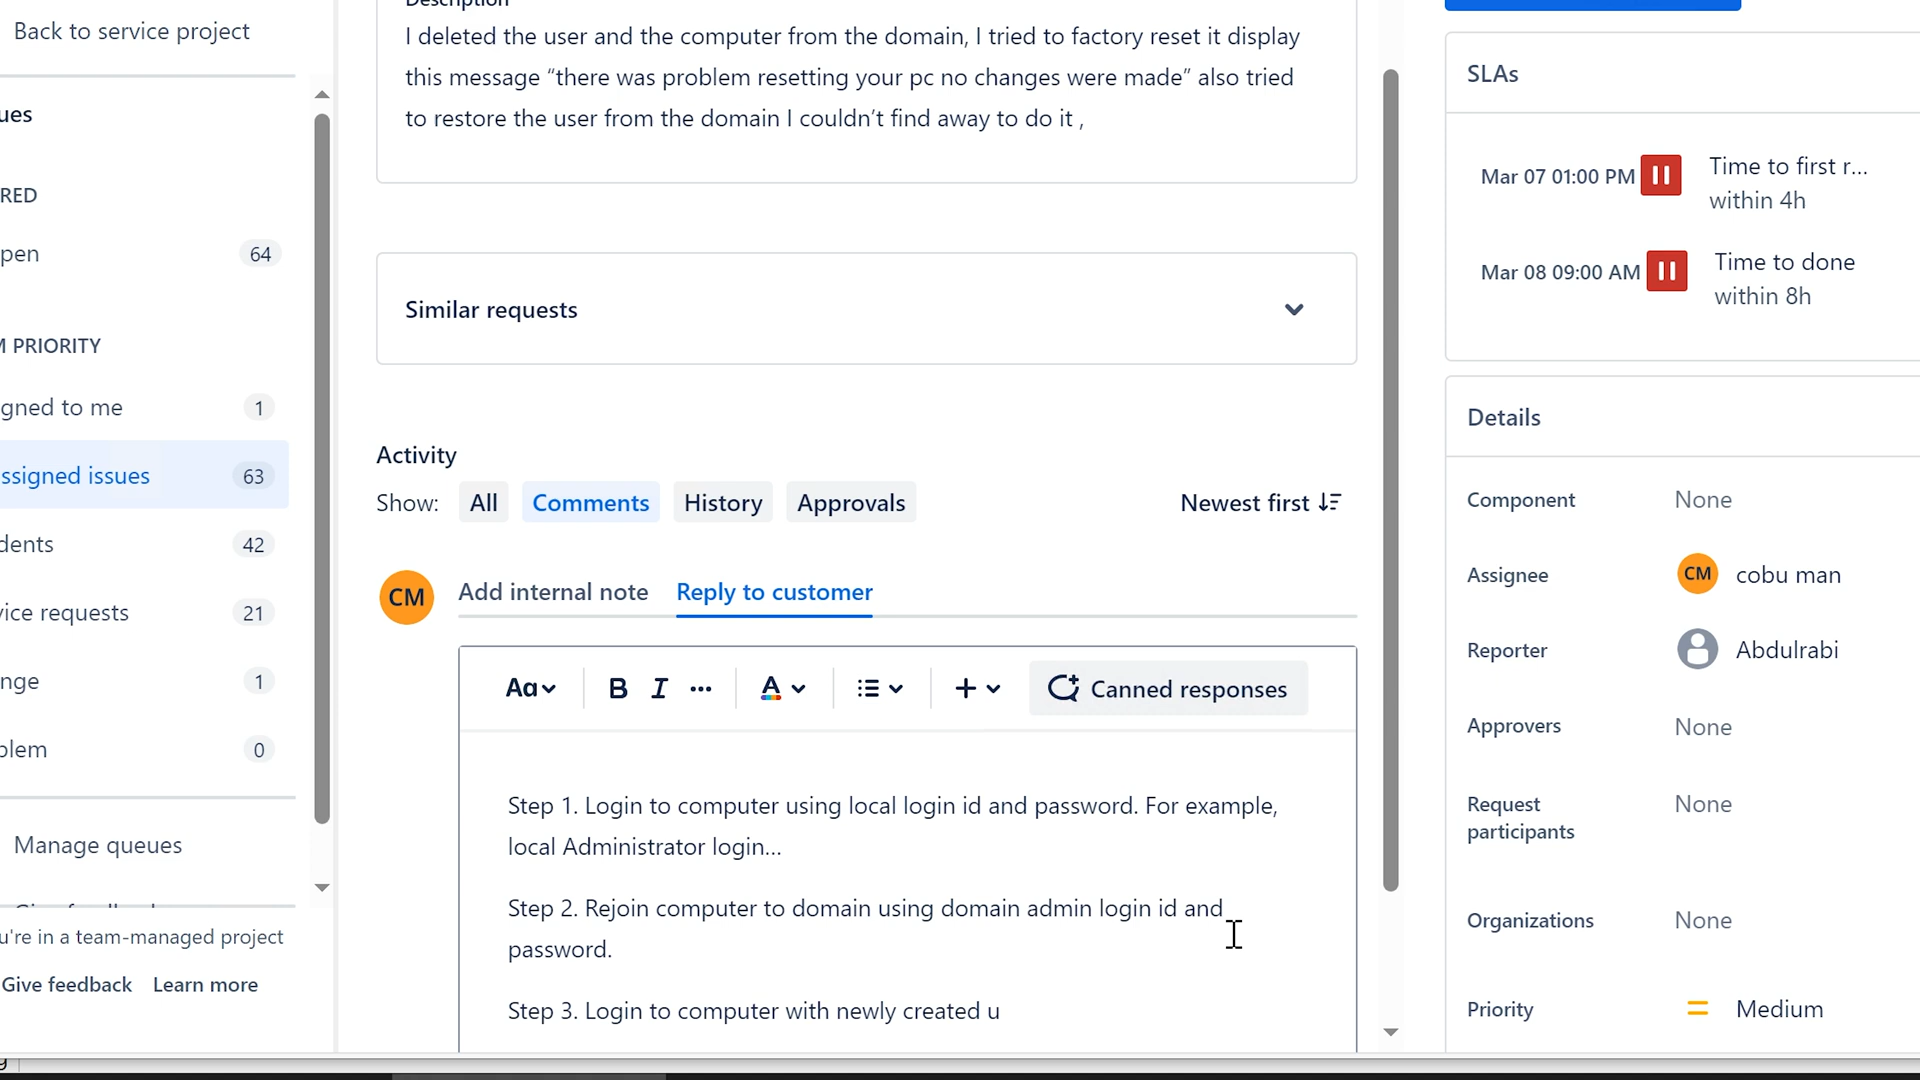 Back to service project
ues
RED
pen 64
M PRIORITY
gned to me 1
ssigned issues 63
dents 42
vice requests 21
nge 1
blem 0
Manage queues
u're in a team-managed project
Give feedback Learn more
Description
I deleted the user and the computer from the domain, I tried to factory reset it display
this message “there was problem resetting your pc no changes were made” also tried
to restore the user from the domain I couldn’t find away to do it ,
Similar requests
Activity
Show: All Comments History Approvals Newest first
CM Add internal note Reply to customer
Aa B I ... A + Canned responses
Step 1. Login to computer using local login id and password. For example,
local Administrator login...
Step 2. Rejoin computer to domain using domain admin login id and
password.
Step 3. Login to computer with newly created u
SLAs
Mar 07 01:00 PM Time to first r...
within 4h
Mar 08 09:00 AM Time to done
within 8h
Details
Component None
Assignee CM cobu man
Reporter Abdulrabi
Approvers None
Request
participants None
Organizations None
Priority Medium